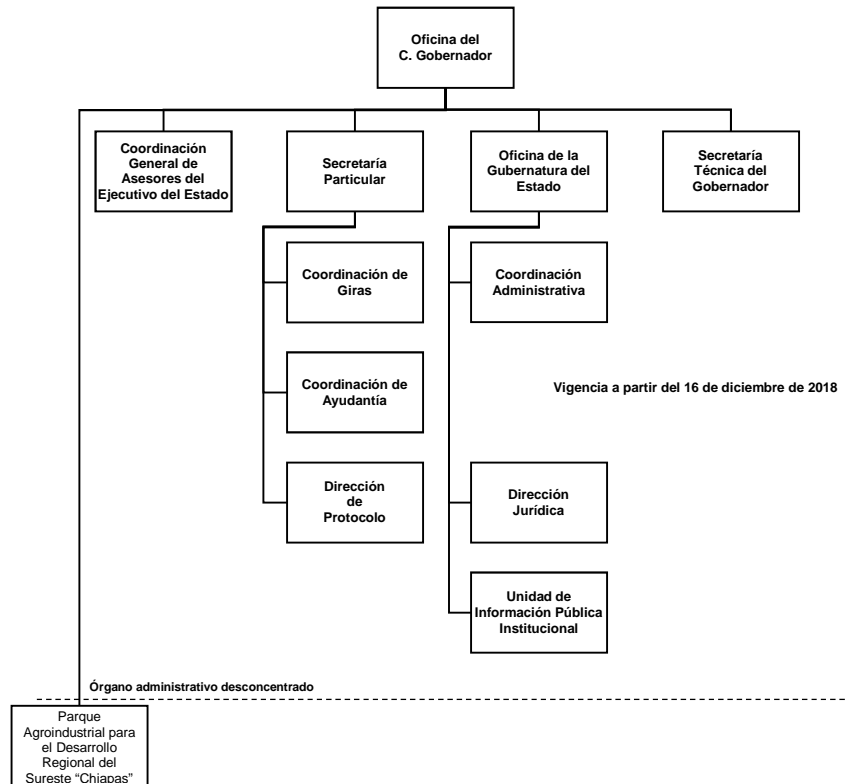 Oficina del
C. Gobernador
Coordinación
General de
Asesores del
Ejecutivo del Estado
Secretaría
Particular
Oficina de la
Gubernatura del
Estado
Secretaría
Técnica del
Gobernador
Coordinación de
Giras
Coordinación
Administrativa
Coordinación de
Ayudantía
Vigencia a partir del 16 de diciembre de 2018
Dirección
de
Protocolo
Dirección
Jurídica
Unidad de
Información Pública
Institucional
Órgano administrativo desconcentrado
Parque
Agroindustrial para
el Desarrollo
Regional del
Sureste “Chiapas”